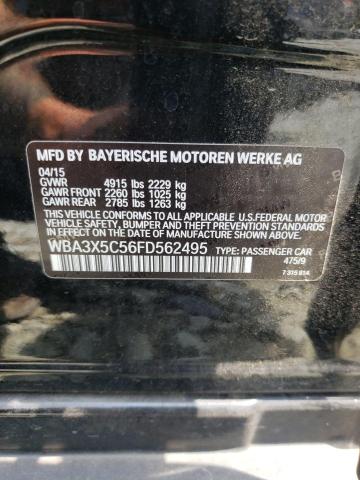 MFD BY BAYERISCHE MOTOREN WERKE AG
04/15
GVWR 4915 lbs 2229 kg
GAWR FRONT 2260 lbs 1025 kg
GAWR REAR 2785 lbs 1263 kg
THIS VEHICLE CONFORMS TO ALL APPLICABLE
U.S.FEDERAL MOTOR
VEHICLE SAFETY, BUMPER, AND THEFT
PREVENTION STANDARDS IN EFFECT ON THE DATE
OF MANUFACTURE SHOWN ABOVE.
WBA3X5C56FD562495 TYPE: PASSENGER CAR
475/9
7 315 814